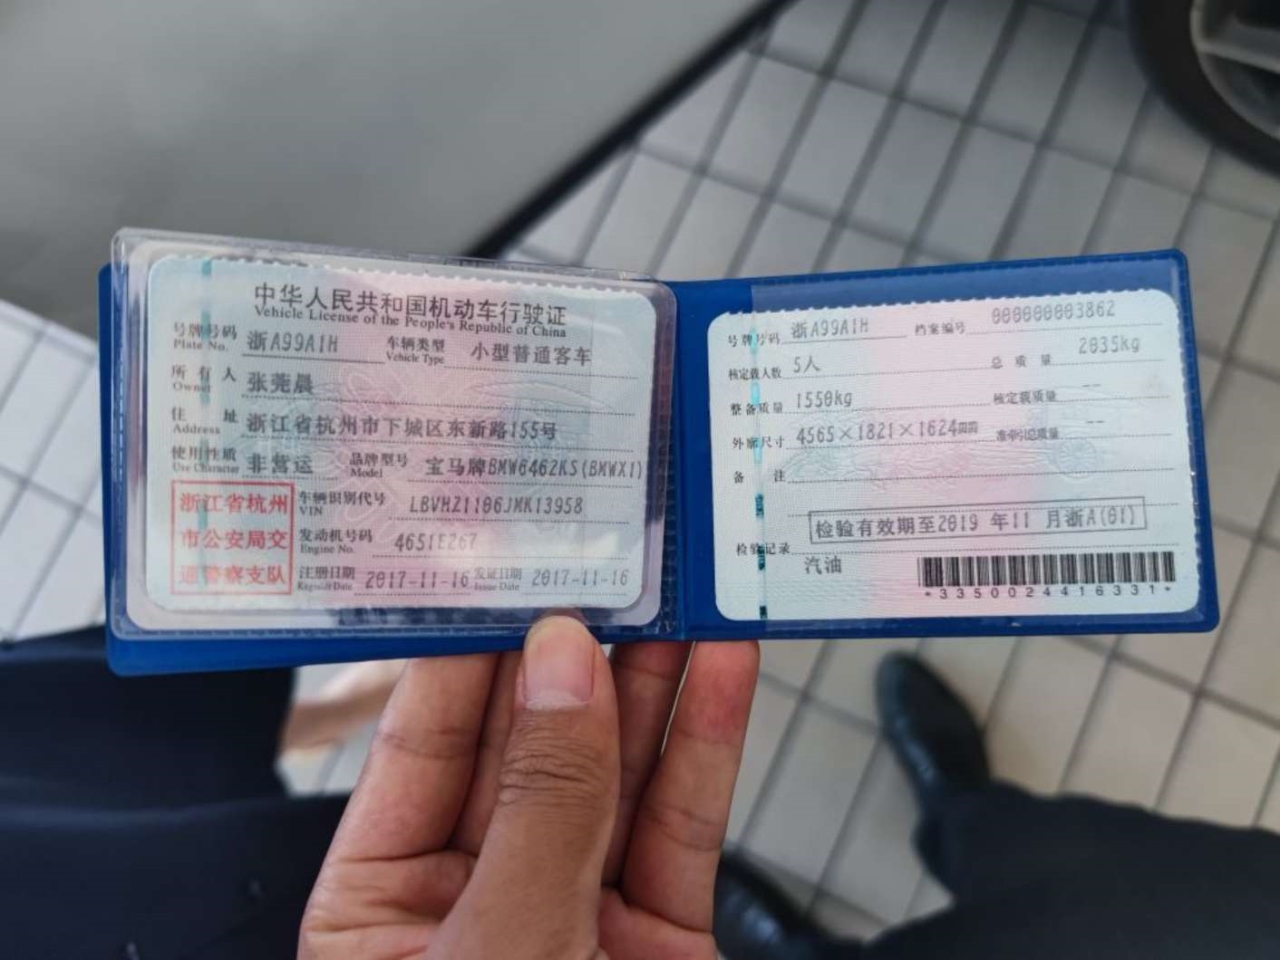 中华人民共和国机动车行驶证
Vehicle License of the People's Republic of China
号牌号码 浙A99A1H 车辆类型 小型普通客车
Plate No. Vehicle Type
所有人 张莞晨
Owner
住址 浙江省杭州市下城区东新路155号
Address
使用性质 非营运 品牌型号 宝马牌BMW6462KS(BMWX1)
Use Character Model
浙江省杭州
市公安局交
通警察支队
车辆识别代号 LBVHZ1106JMK13958
VIN
发动机号码 4651E267
Engine No.
注册日期 2017-11-16 发证日期 2017-11-16
Register Date Issue Date
号牌号码 浙A99A1H 档案编号 000000003862
核定载人数 5人 总质量 2035kg
整备质量 1550kg 核定载质量 --
外廓尺寸 4565×1821×1624mm 准牵引总质量 --
备注
检验有效期至2019年11月浙A(01)
检验记录
汽油
*3350024416331*